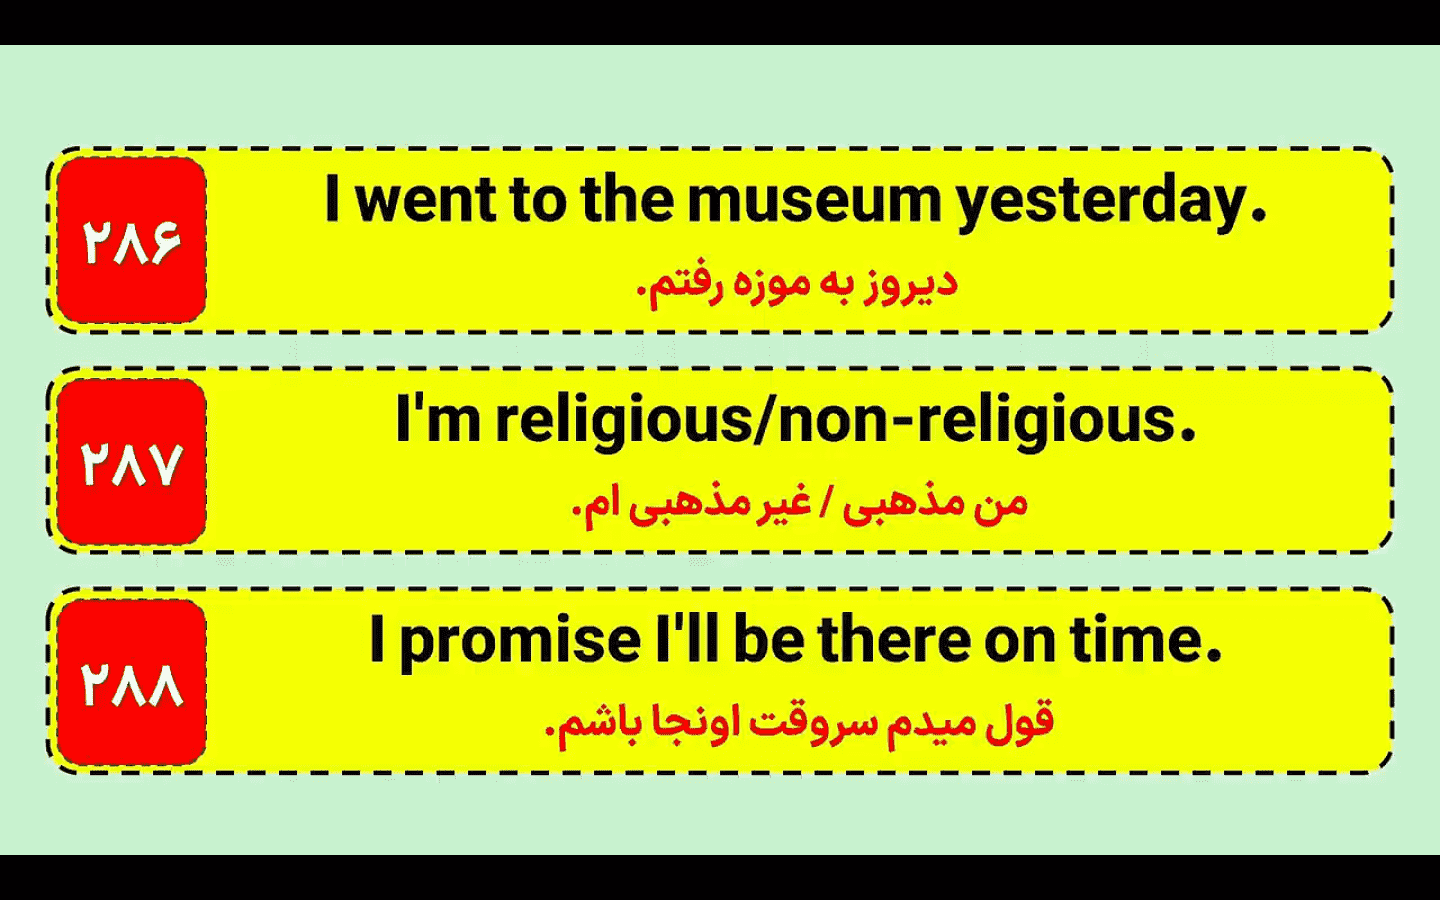 ۲۸۶
I went to the museum yesterday.
دیروز به موزه رفتم.
۲۸۷
I'm religious/non-religious.
من مذهبی / غیر مذهبی ام.
۲۸۸
I promise I'll be there on time.
قول میدم سروقت اونجا باشم.